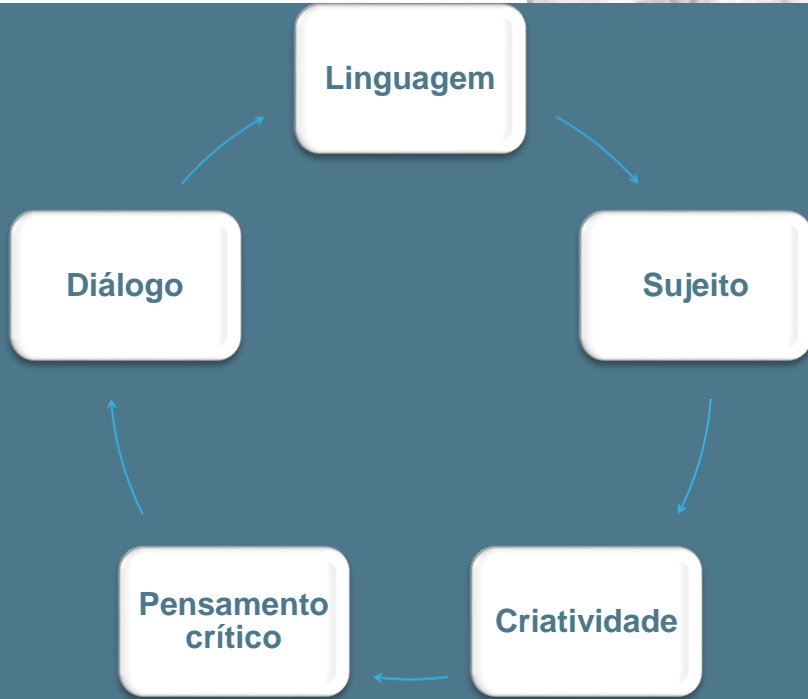 Linguagem
Sujeito
Criatividade
Pensamento
crítico
Diálogo